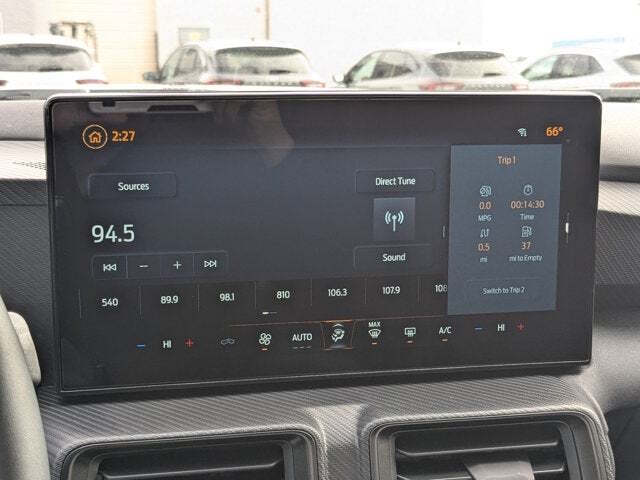 2:27
66°
Sources
Direct Tune
94.5
Sound
540 89.9 98.1 810 106.3 107.9 108
HI AUTO MAX A/C HI
Trip 1
0.0 00:14:30
MPG Time
0.5 37
mi mi to Empty
Switch to Trip 2